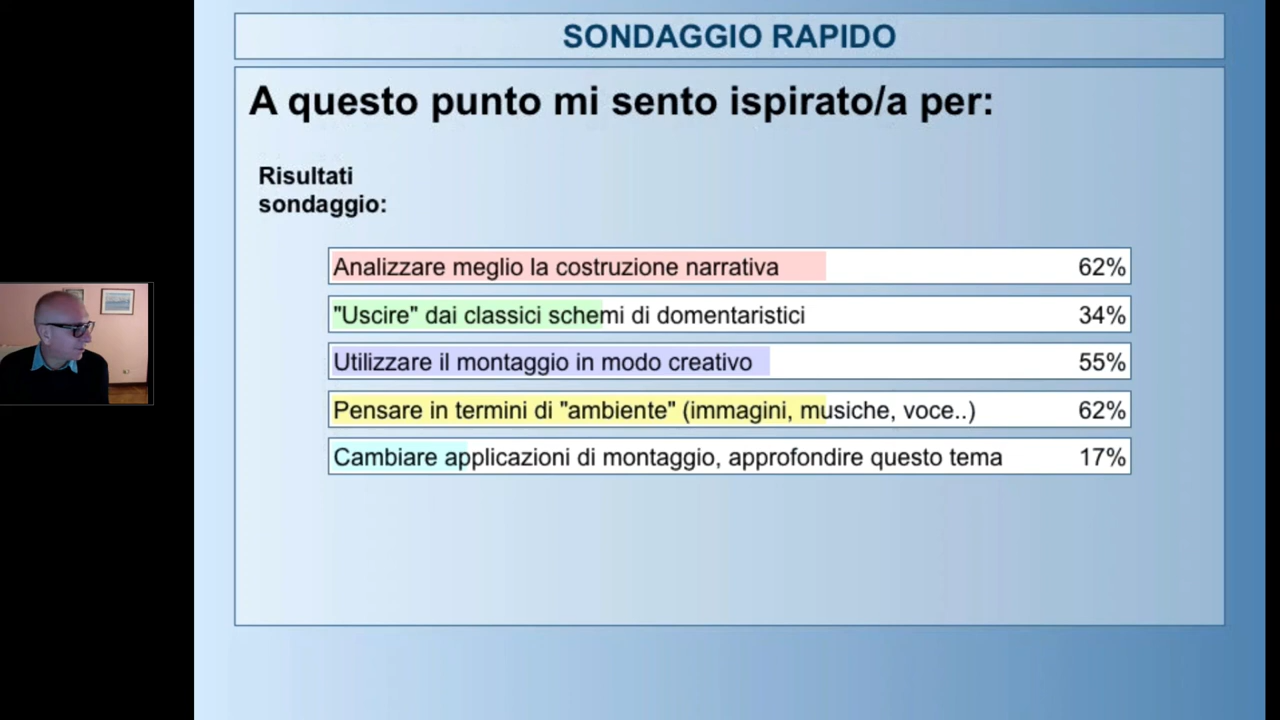 SONDAGGIO RAPIDO
A questo punto mi sento ispirato/a per:
Risultati
sondaggio:
Analizzare meglio la costruzione narrativa 62%
"Uscire" dai classici schemi di domentaristici 34%
Utilizzare il montaggio in modo creativo 55%
Pensare in termini di "ambiente" (immagini, musiche, voce..) 62%
Cambiare applicazioni di montaggio, approfondire questo tema 17%